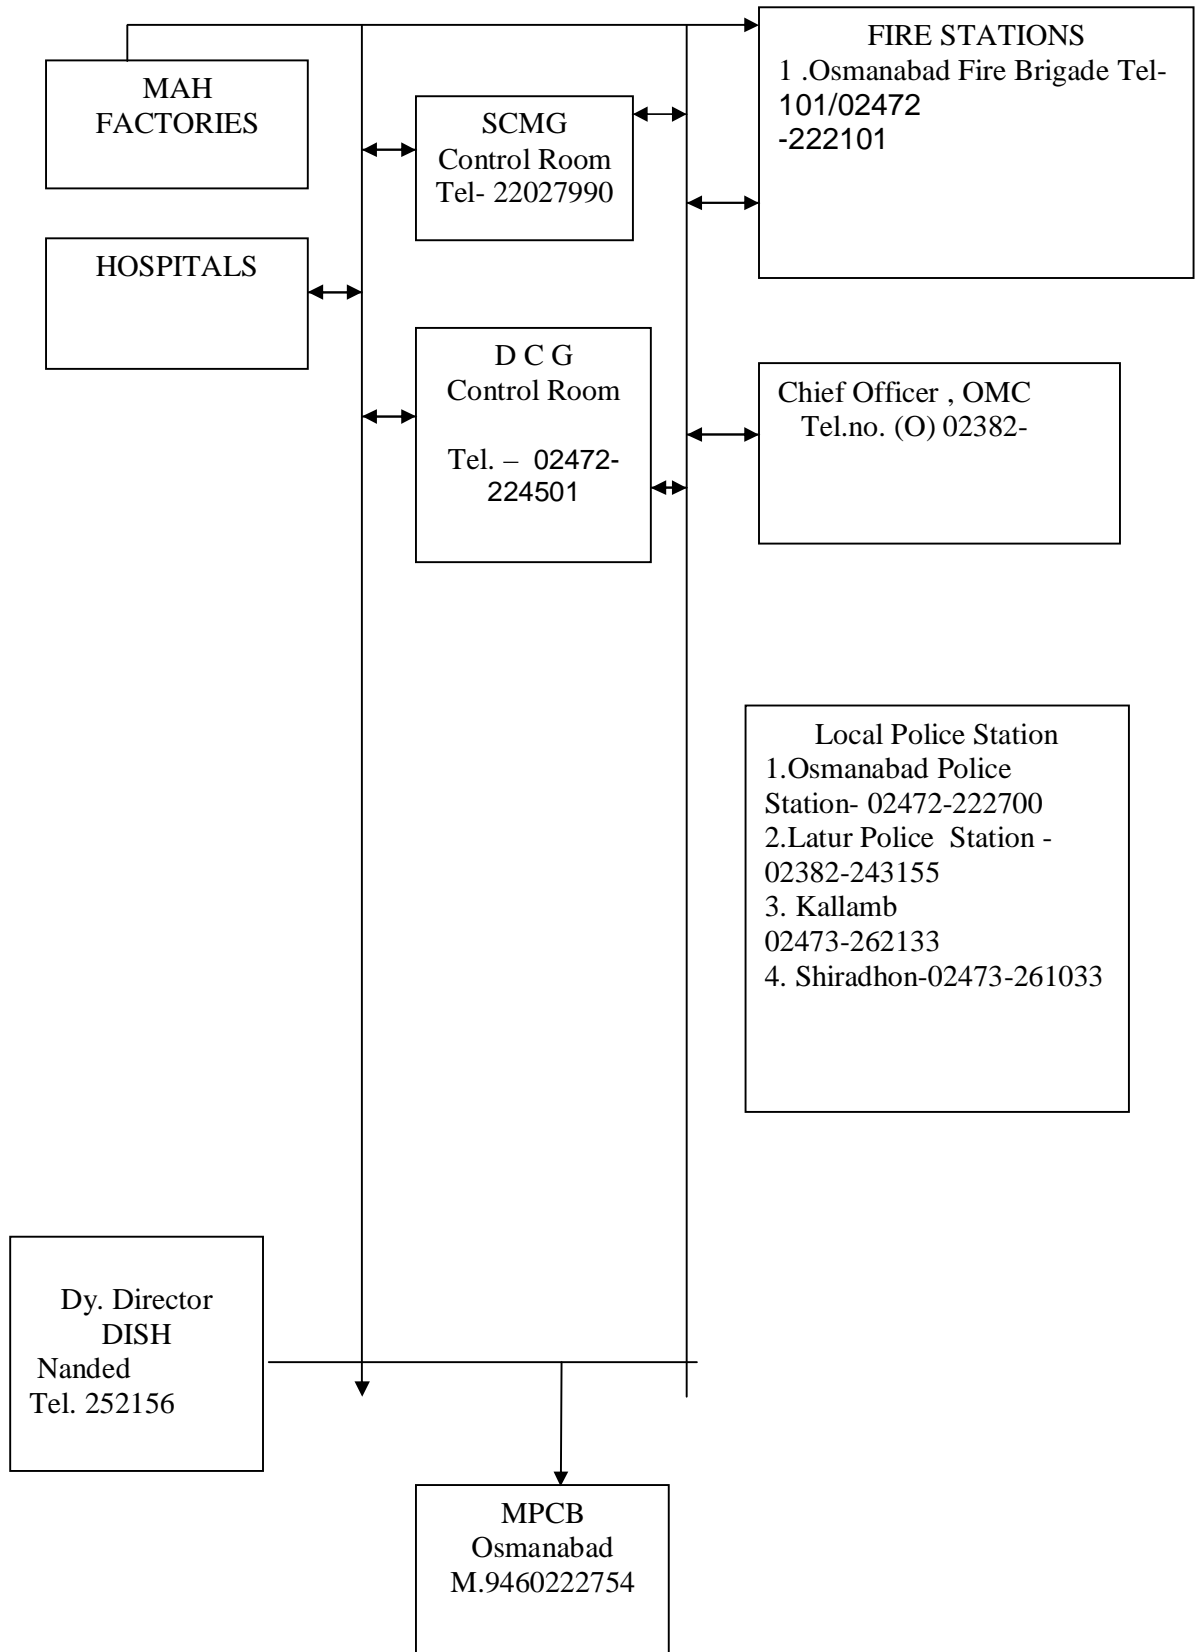 MAH
FACTORIES
FIRE STATIONS
1 .Osmanabad Fire Brigade Tel-
101/02472
-222101
SCMG
Control Room
Tel- 22027990
HOSPITALS
D C G
Control Room
Tel. – 02472-
224501
Chief Officer , OMC
Tel.no. (O) 02382-
Local Police Station
1.Osmanabad Police
Station- 02472-222700
2.Latur Police Station -
02382-243155
3. Kallamb
02473-262133
4. Shiradhon-02473-261033
Dy. Director
DISH
Nanded
Tel. 252156
MPCB
Osmanabad
M.9460222754